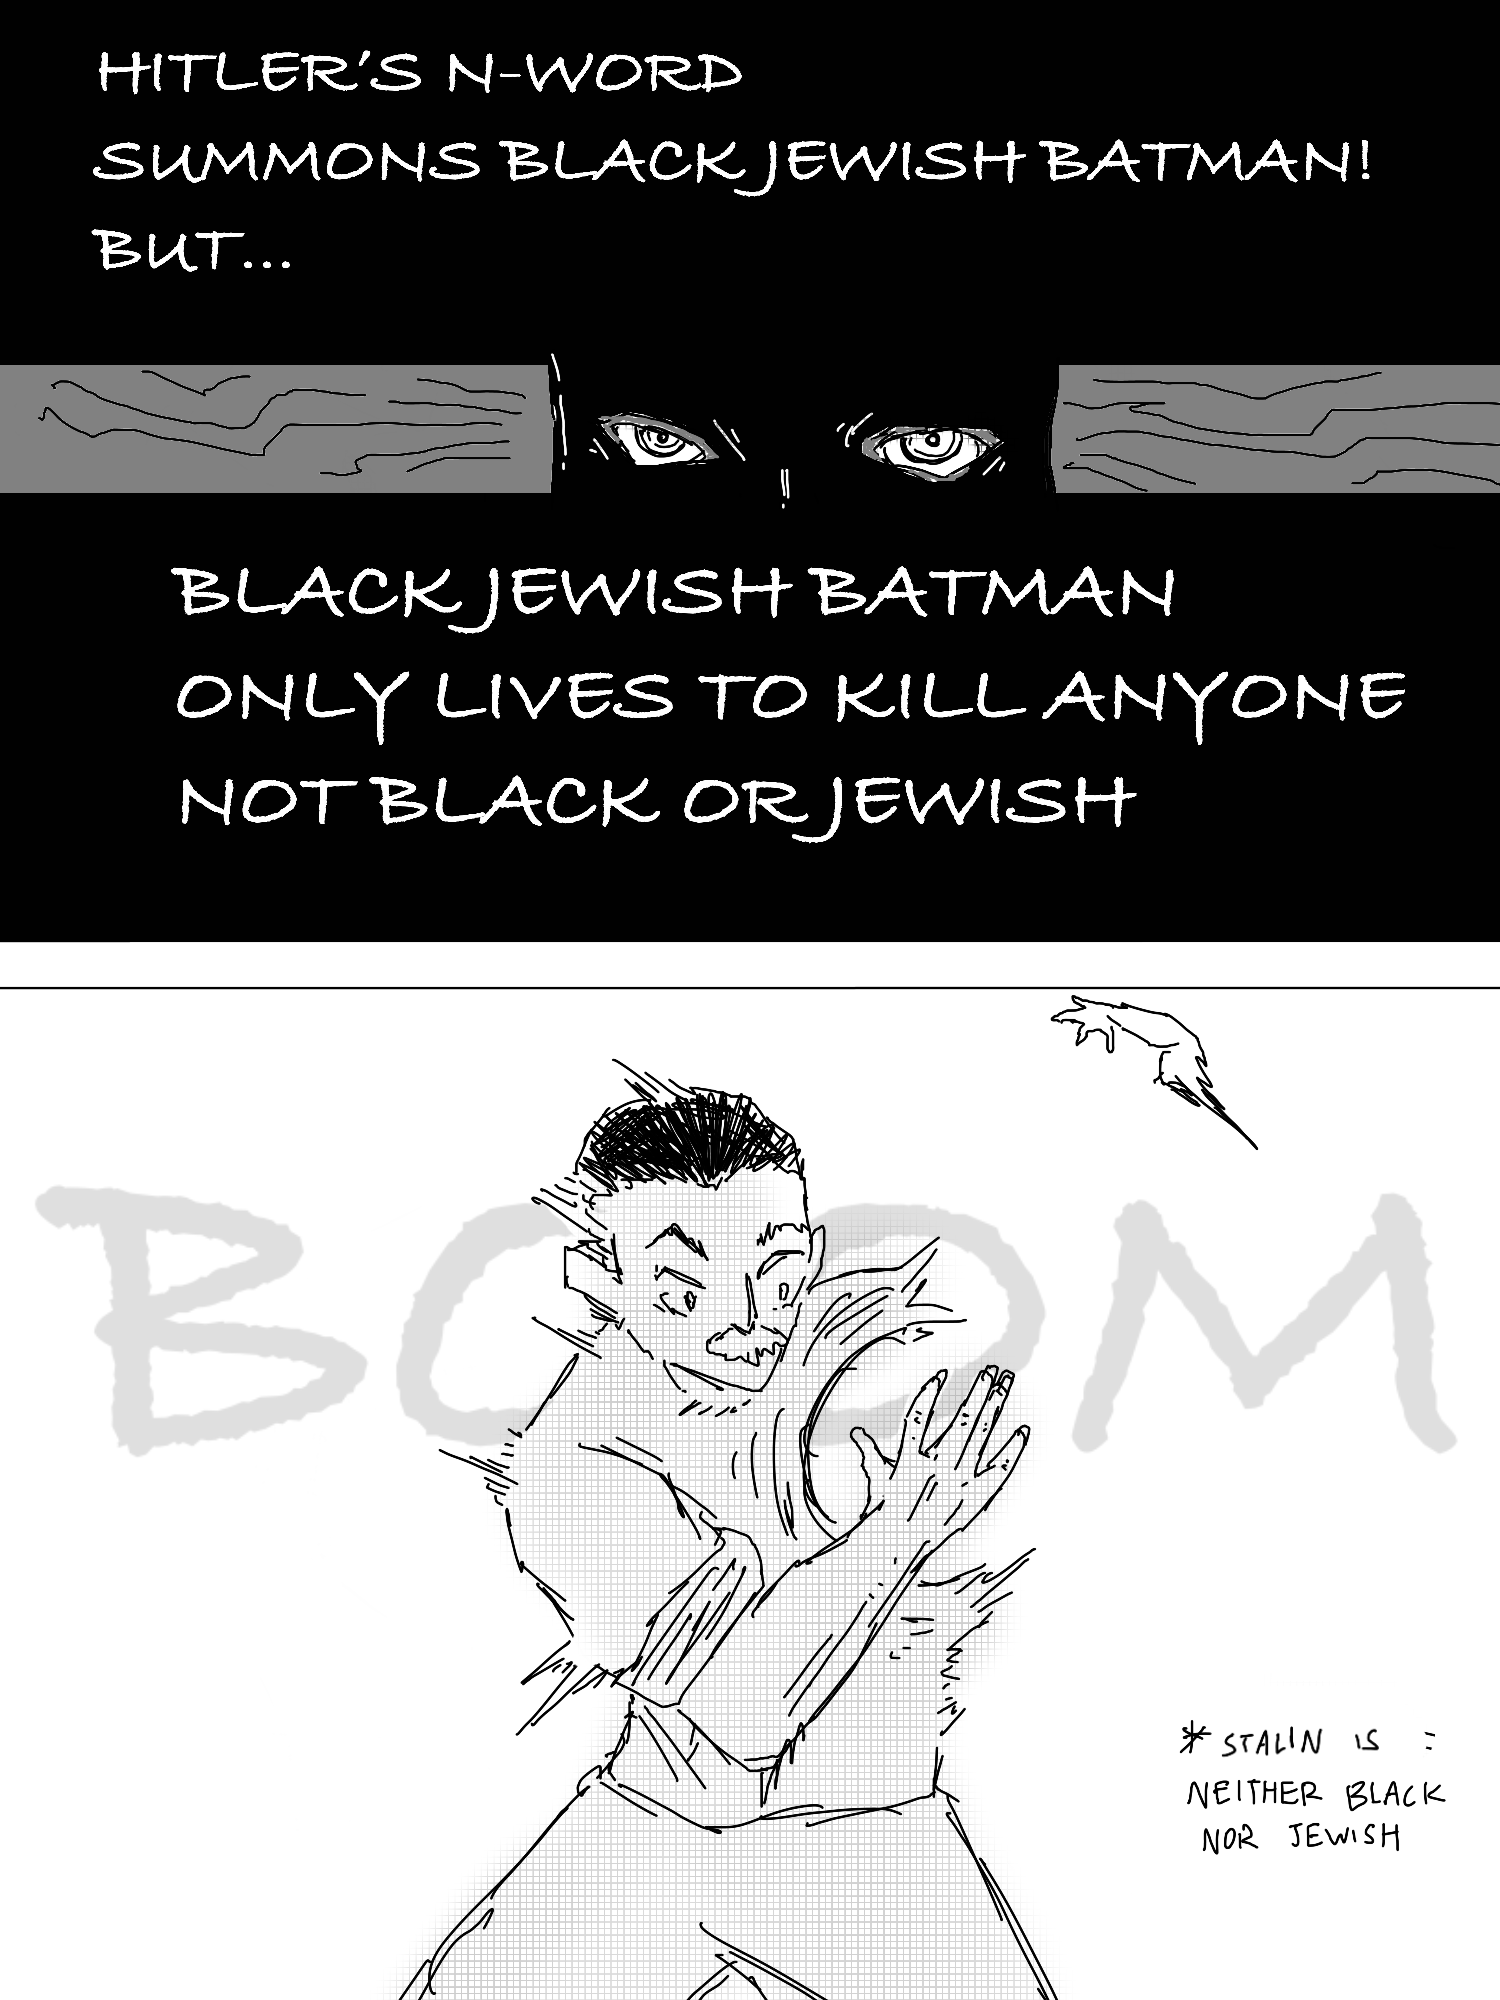 HITLER'S N-WORD
SUMMONS BLACK JEWISH BATMAN!
BUT...
BLACK JEWISH BATMAN
ONLY LIVES TO KILL ANYONE
NOT BLACK OR JEWISH
BOOM
* STALIN IS :
NEITHER BLACK
NOR JEWISH